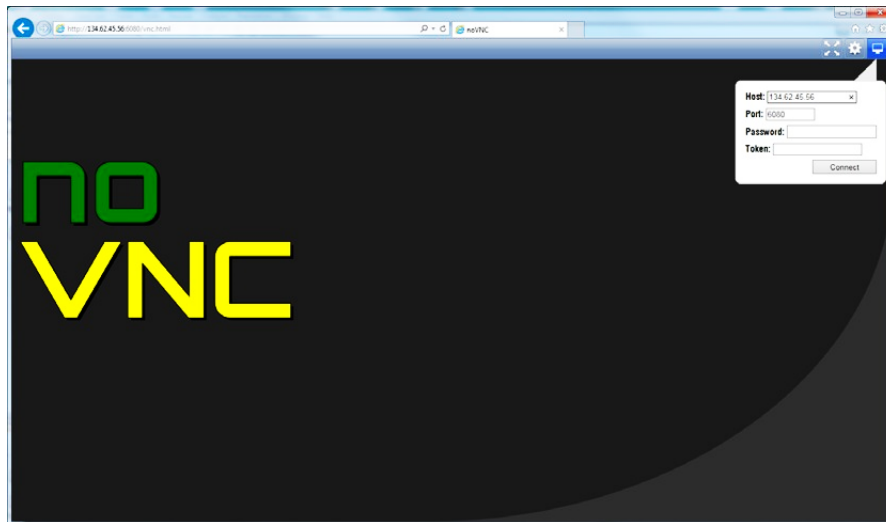 http://134.62.45.56:6080/vnc.html
noVNC
Host: 134.62.45.56
Port: 6080
Password:
Token:
Connect
no
VNC